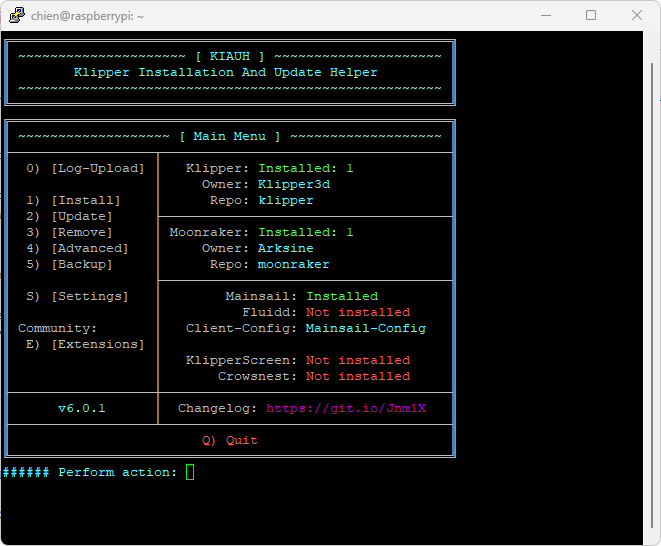 chien@raspberrypi: ~
~~~~~~~~~~~~~~~~~~~~~ [ KIAUH ] ~~~~~~~~~~~~~~~~~~~~~
Klipper Installation And Update Helper
~~~~~~~~~~~~~~~~~~~~~~~~~~~~~~~~~~~~~~~~~~~~~~~~~~~~~
~~~~~~~~~~~~~~~~~~~ [ Main Menu ] ~~~~~~~~~~~~~~~~~~~
0) [Log-Upload] Klipper: Installed: 1
Owner: Klipper3d
1) [Install] Repo: klipper
2) [Update]
3) [Remove] Moonraker: Installed: 1
4) [Advanced] Owner: Arksine
5) [Backup] Repo: moonraker
S) [Settings] Mainsail: Installed
Fluidd: Not installed
Community: Client-Config: Mainsail-Config
E) [Extensions]
KlipperScreen: Not installed
Crowsnest: Not installed
v6.0.1 Changelog: https://git.io/JnmlX
Q) Quit
###### Perform action: